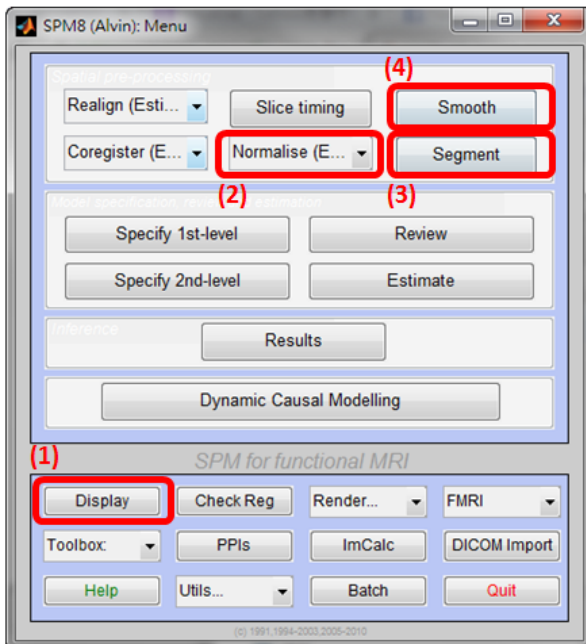 SPM8 (Alvin): Menu
(4)
Spatial pre-processing
Realign (Esti... Slice timing Smooth
Coregister (E... Normalise (E... Segment
(2) (3)
Model specification, review and estimation
Specify 1st-level Review
Specify 2nd-level Estimate
Inference
Results
Dynamic Causal Modelling
(1)
SPM for functional MRI
Display Check Reg Render... FMRI
Toolbox: PPIs ImCalc DICOM Import
Help Utils... Batch Quit
(c) 1991,1994-2003,2005-2010